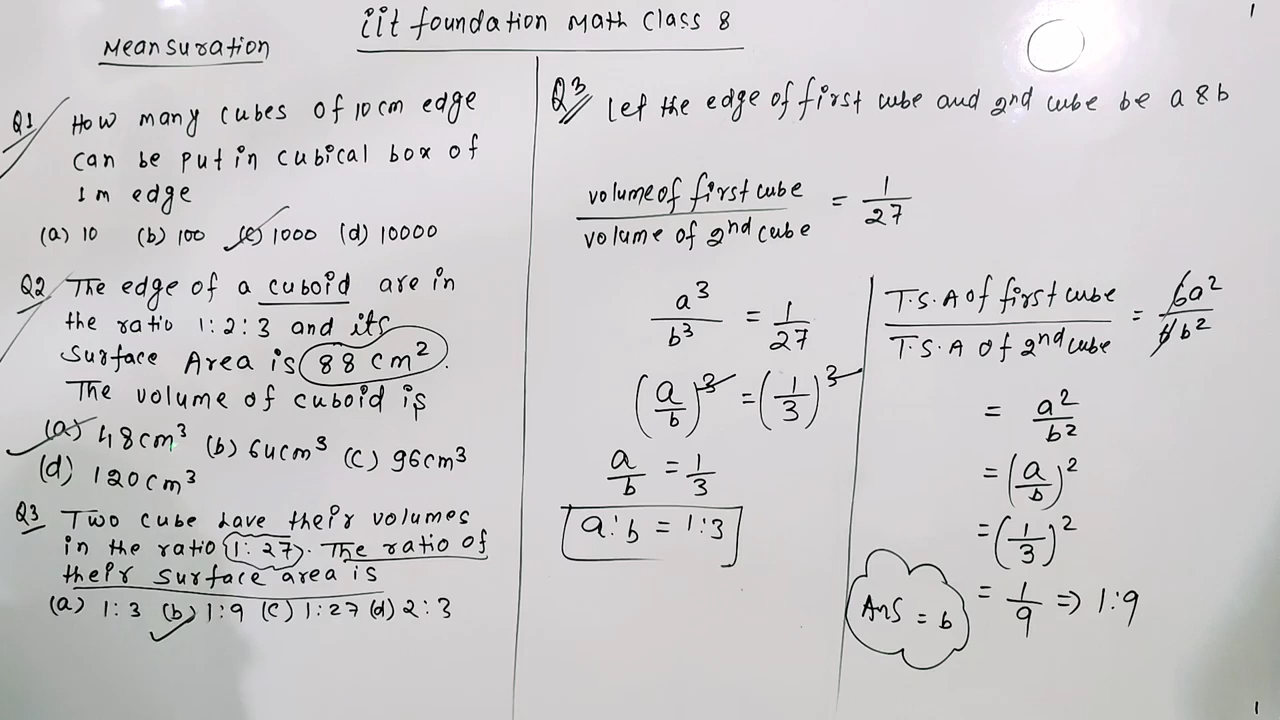 iit foundation Math Class 8
Meansuration
Q1 How many cubes of 10cm edge
can be put in cubical box of
1m edge
(a) 10 (b) 100 (c) 1000 (d) 10000
Q2 The edge of a cuboid are in
the ratio 1:2:3 and its
surface Area is 88 cm².
The volume of cuboid is
(a) 48cm³ (b) 64cm³ (c) 96cm³
(d) 120cm³
Q3 Two cube have their volumes
in the ratio 1:27. The ratio of
their surface area is
(a) 1:3 (b) 1:9 (c) 1:27 (d) 2:3
Q3 Let the edge of first cube and 2nd cube be a & b
volume of first cube / volume of 2nd cube = 1/27
a³/b³ = 1/27
(a/b)³ = (1/3)³
a/b = 1/3
a:b = 1:3
T.S.A of first cube / T.S.A of 2nd cube = 6a²/6b²
= a²/b²
= (a/b)²
= (1/3)²
= 1/9 => 1:9
Ans = b
1
1